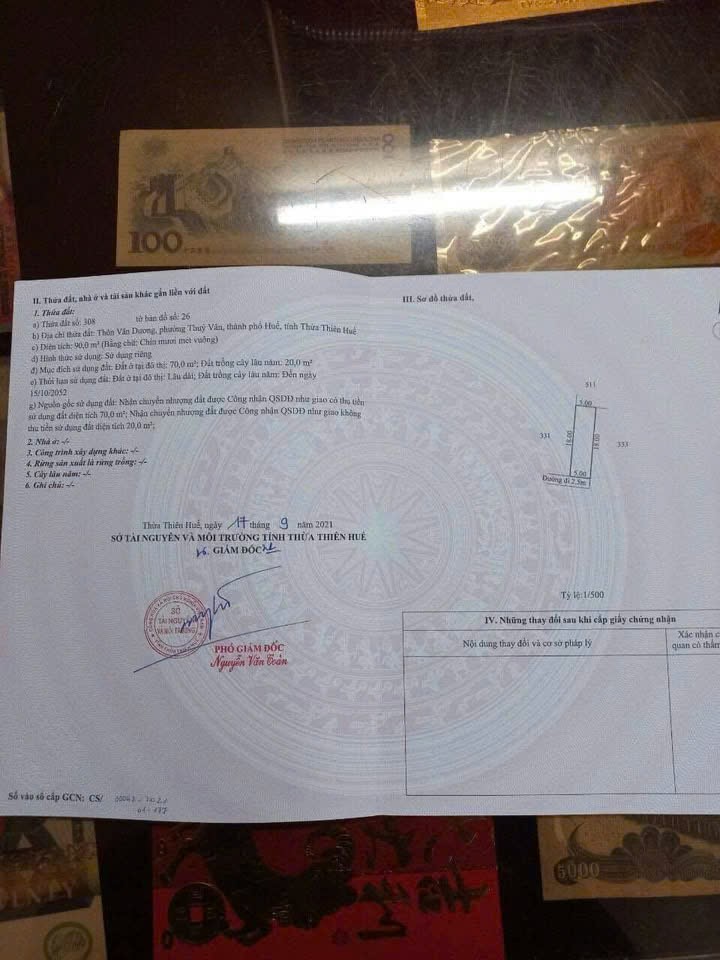 100
100
II. Thửa đất, nhà ở và tài sản khác gắn liền với đất
1. Thửa đất:
a) Thửa đất số: 308 tờ bản đồ số: 26
b) Địa chỉ thửa đất: Thôn Vân Dương, phường Thuỷ Vân, thành phố Huế, tỉnh Thừa Thiên Huế
c) Diện tích: 90,0 m² (Bằng chữ: Chín mươi mét vuông)
d) Hình thức sử dụng: Sử dụng riêng
đ) Mục đích sử dụng đất: Đất ở tại đô thị: 70,0 m²; Đất trồng cây lâu năm: 20,0 m²
e) Thời hạn sử dụng đất: Đất ở tại đô thị: Lâu dài; Đất trồng cây lâu năm: Đến ngày
15/10/2052
g) Nguồn gốc sử dụng đất: Nhận chuyển nhượng đất được Công nhận QSDĐ như giao có thu tiền
sử dụng đất diện tích 70,0 m²; Nhận chuyển nhượng đất được Công nhận QSDĐ như giao không
thu tiền sử dụng đất diện tích 20,0 m²;
2. Nhà ở: -/-
3. Công trình xây dựng khác: -/-
4. Rừng sản xuất là rừng trồng: -/-
5. Cây lâu năm: -/-
6. Ghi chú: -/-
Thừa Thiên Huế, ngày 17 tháng 9 năm 2021
SỞ TÀI NGUYÊN VÀ MÔI TRƯỜNG TỈNH THỪA THIÊN HUẾ
GIÁM ĐỐC
SỞ
TÀI NGUYÊN
VÀ MÔI TRƯỜNG
PHÓ GIÁM ĐỐC
Nguyễn Văn Toản
Số vào sổ cấp GCN: CS/
III. Sơ đồ thửa đất,
511
5.00
331
18.00
18.00
333
5.00
Đường đi 2,5m
Tỷ lệ:1/500
IV. Những thay đổi sau khi cấp giấy chứng nhận
Nội dung thay đổi và cơ sở pháp lý
Xác nhận
quan có thẩm
5000